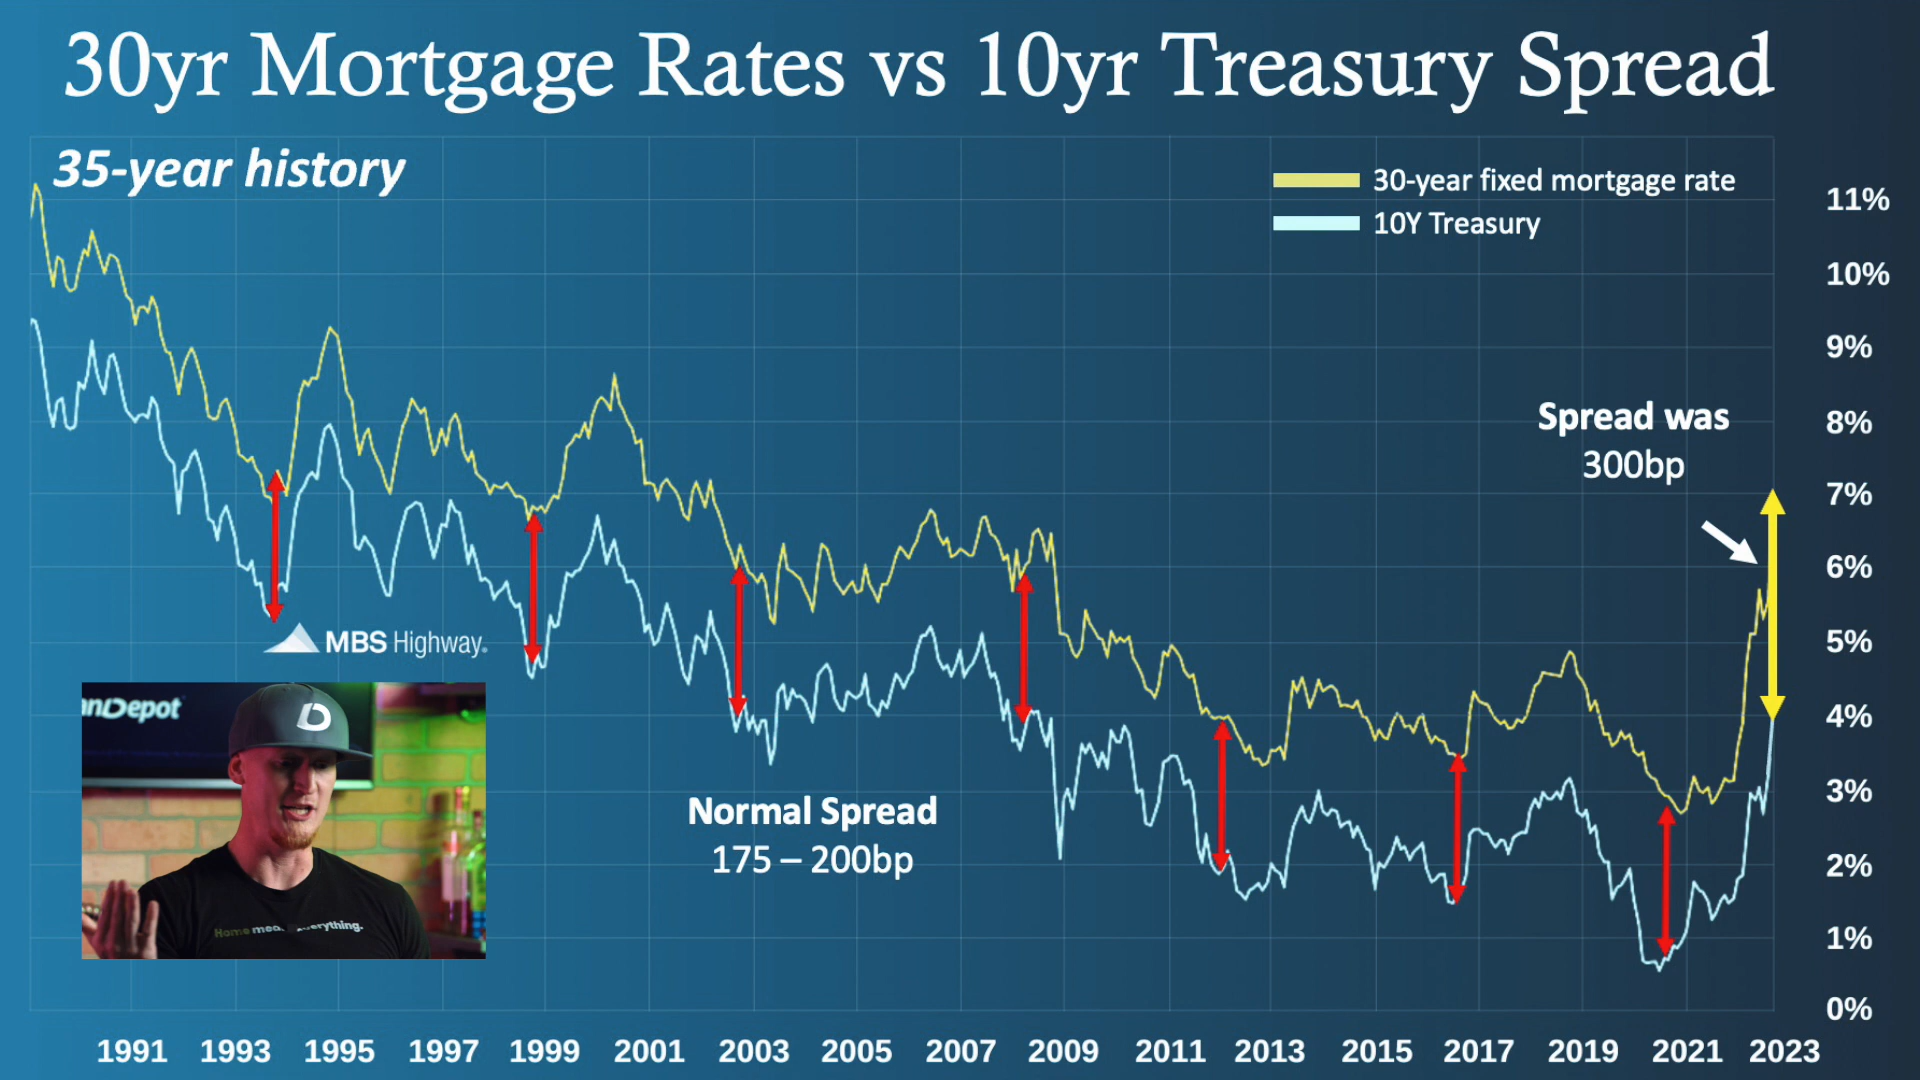 30yr Mortgage Rates vs 10yr Treasury Spread
35-year history
30-year fixed mortgage rate
10Y Treasury
11%
10%
9%
8%
7%
6%
5%
4%
3%
2%
1%
0%
Spread was
300bp
MBS Highway.
Normal Spread
175 – 200bp
anDepot
D
Home
1991 1993 1995 1997 1999 2001 2003 2005 2007 2009 2011 2013 2015 2017 2019 2021 2023